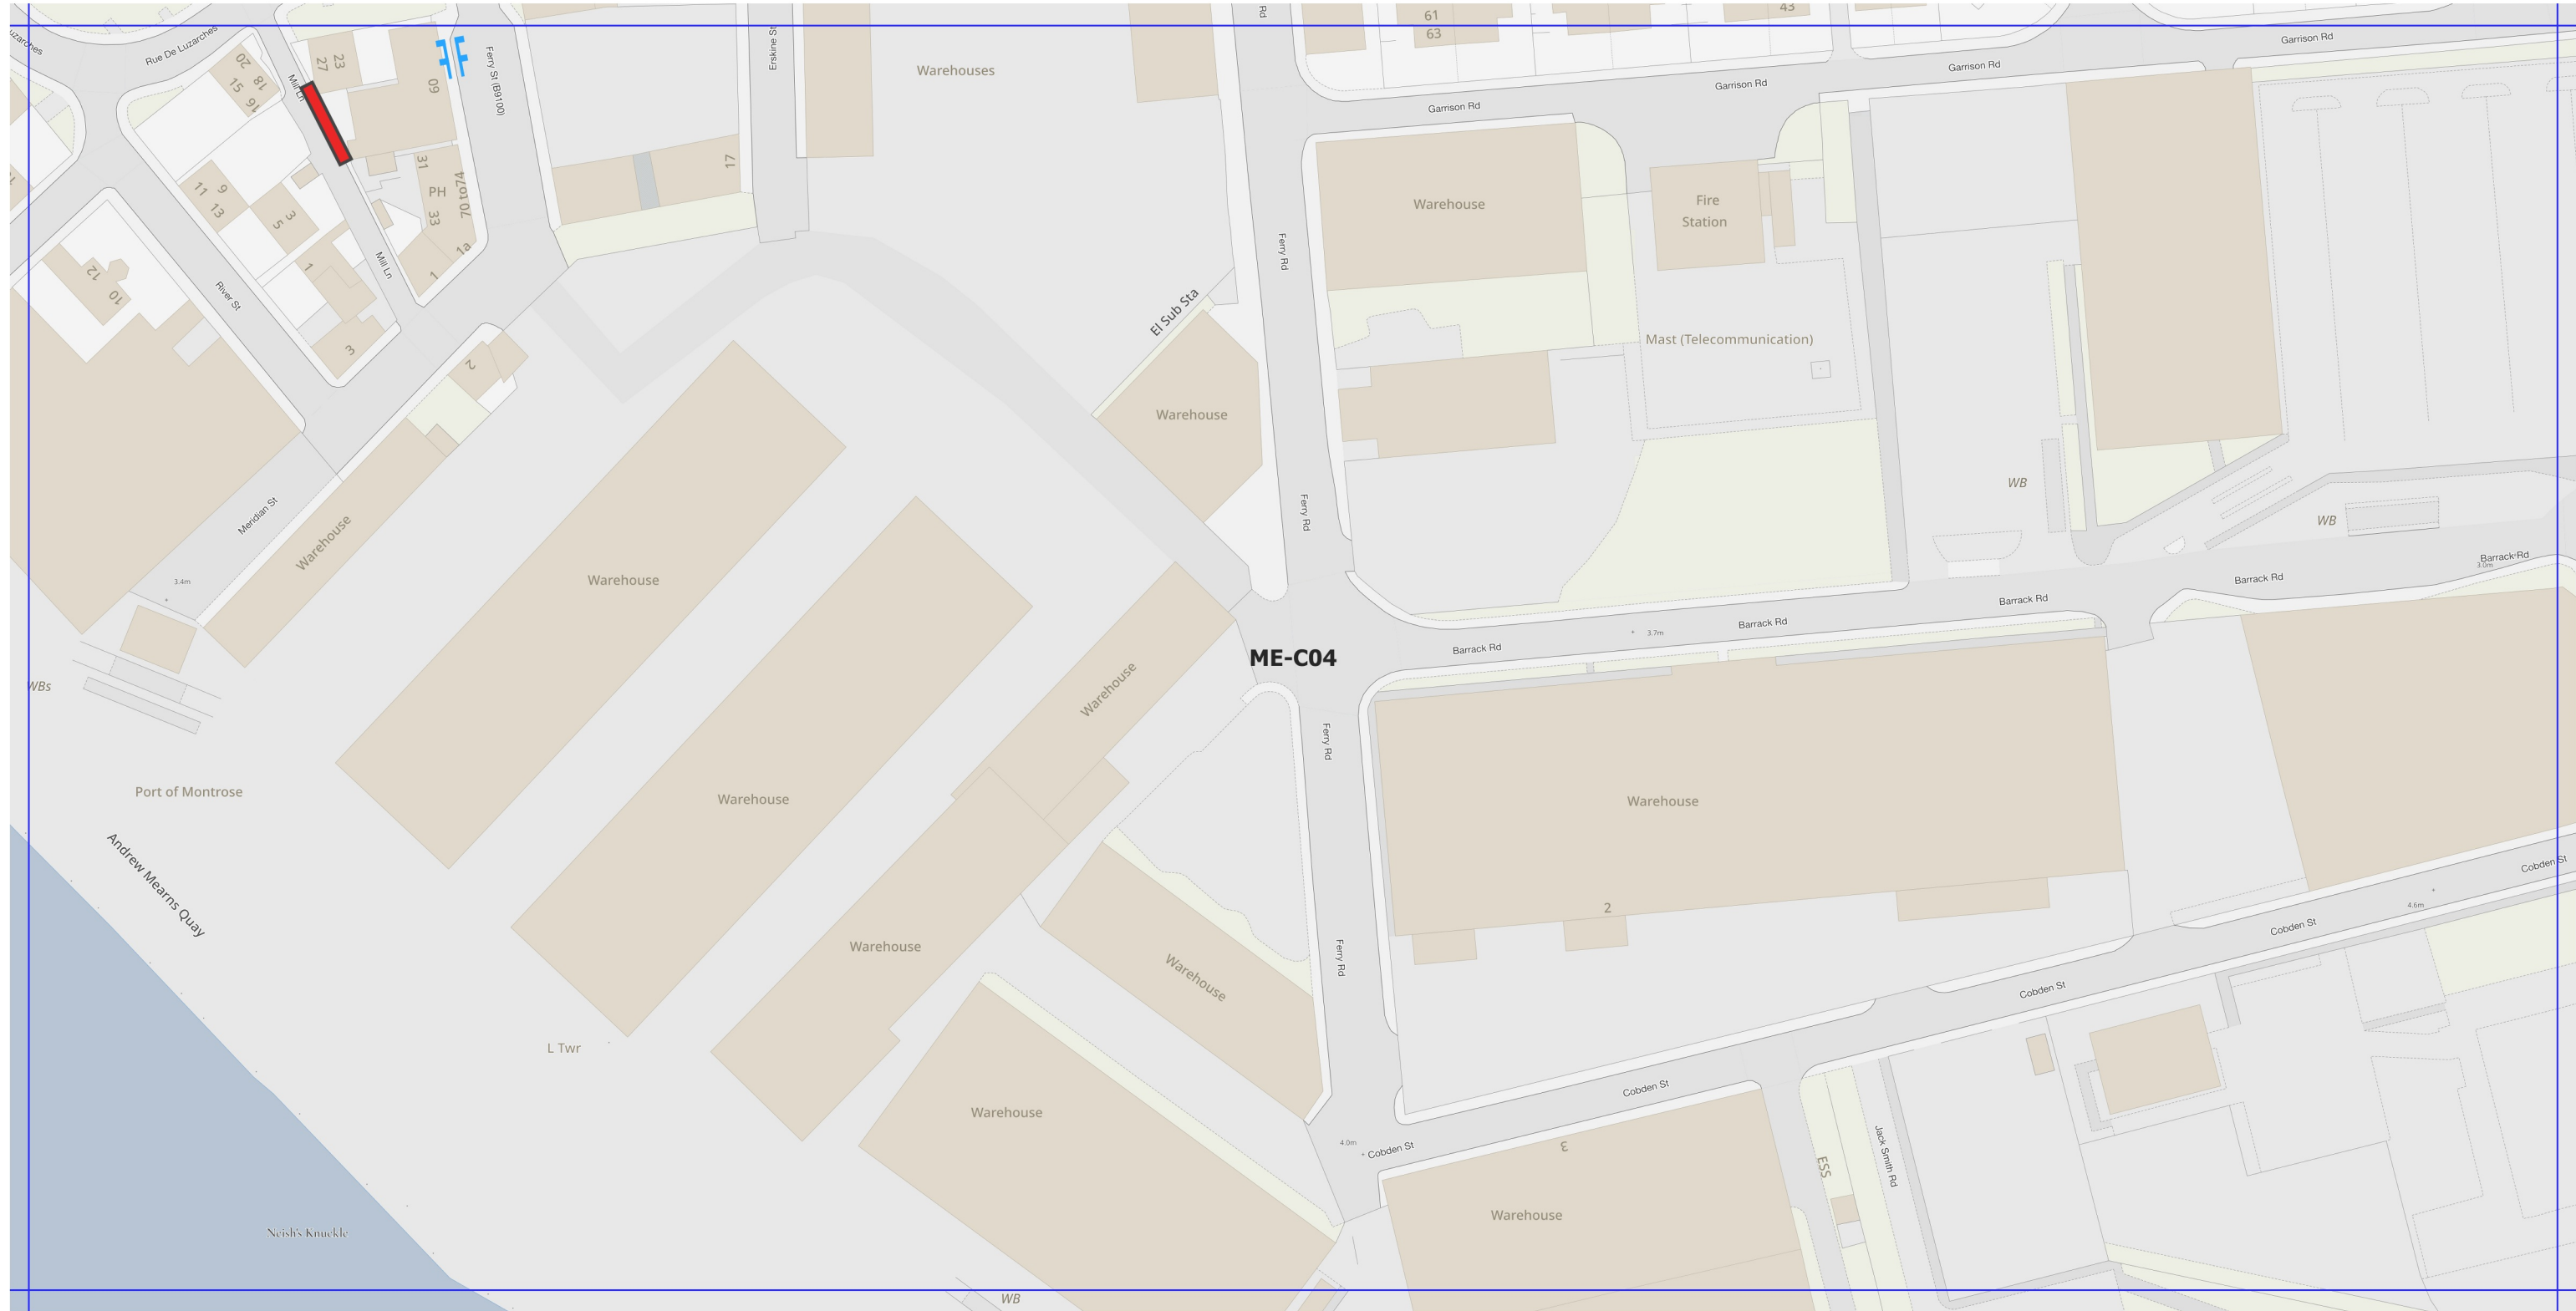 Rd
61
63
43
Garrison Rd
Garrison Rd
Garrison Rd
Garrison Rd
Rue De Luzarches
uzarches
20
18
15
16
Mill Ln
23
27
60
Ferry St (B9100)
Erskine St
Warehouses
17
31
PH
33
70 to 74
1a
1
11
9
13
3
5
1
3
Mill Ln
12
10
River St
2
Ferry Rd
Warehouse
Fire
Station
Mast (Telecommunication)
El Sub Sta
Warehouse
Ferry Rd
WB
WB
Barrack Rd
3.0m
Barrack Rd
Barrack Rd
Barrack Rd
3.7m
Barrack Rd
Meridian St
Warehouse
3.4m
Warehouse
WBs
ME-C04
Warehouse
Ferry Rd
Port of Montrose
Warehouse
Warehouse
Andrew Mearns Quay
2
Cobden St
4.6m
Cobden St
Warehouse
Warehouse
Ferry Rd
Cobden St
L Twr
Cobden St
Warehouse
4.0m
Cobden St
3
ESS
Jack Smith Rd
Warehouse
Neish's Knuckle
WB